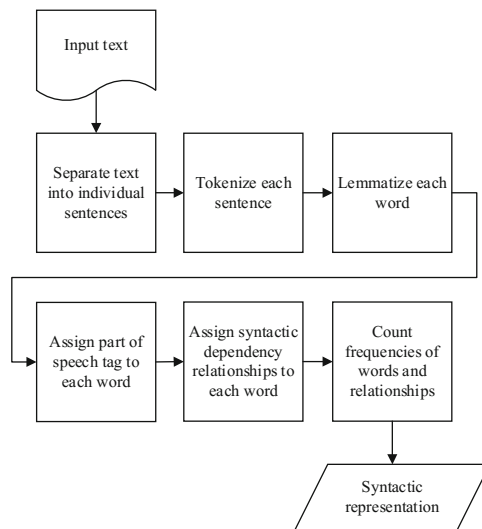 Input text
Separate text
into individual
sentences
Tokenize each
sentence
Lemmatize each
word
Assign part of
speech tag to
each word
Assign syntactic
dependency
relationships to
each word
Count
frequencies of
words and
relationships
Syntactic
representation